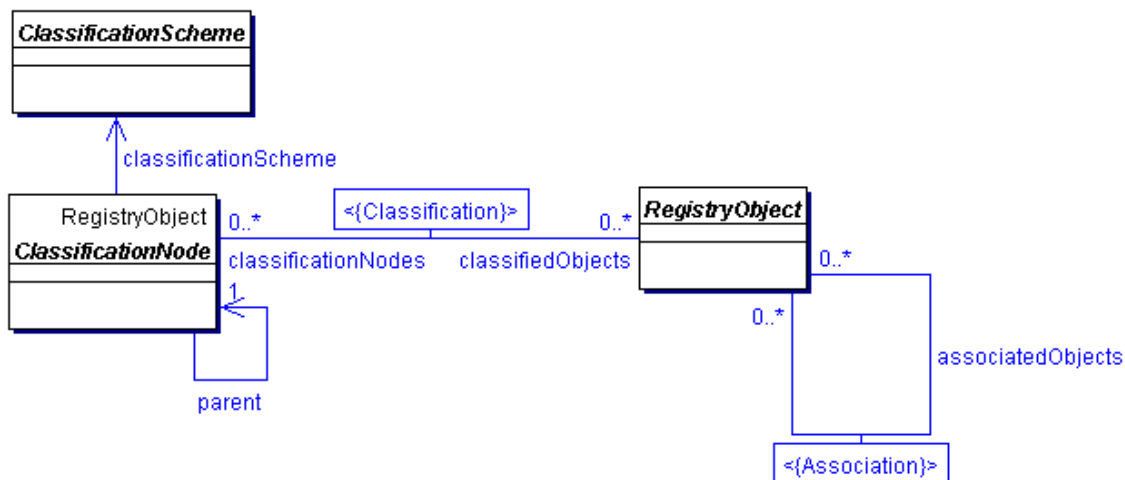 ClassificationScheme
classificationScheme
RegistryObject
ClassificationNode
0..*
<{Classification}>
0..*
RegistryObject
classificationNodes
classifiedObjects
0..*
1
0..*
associatedObjects
parent
<{Association}>